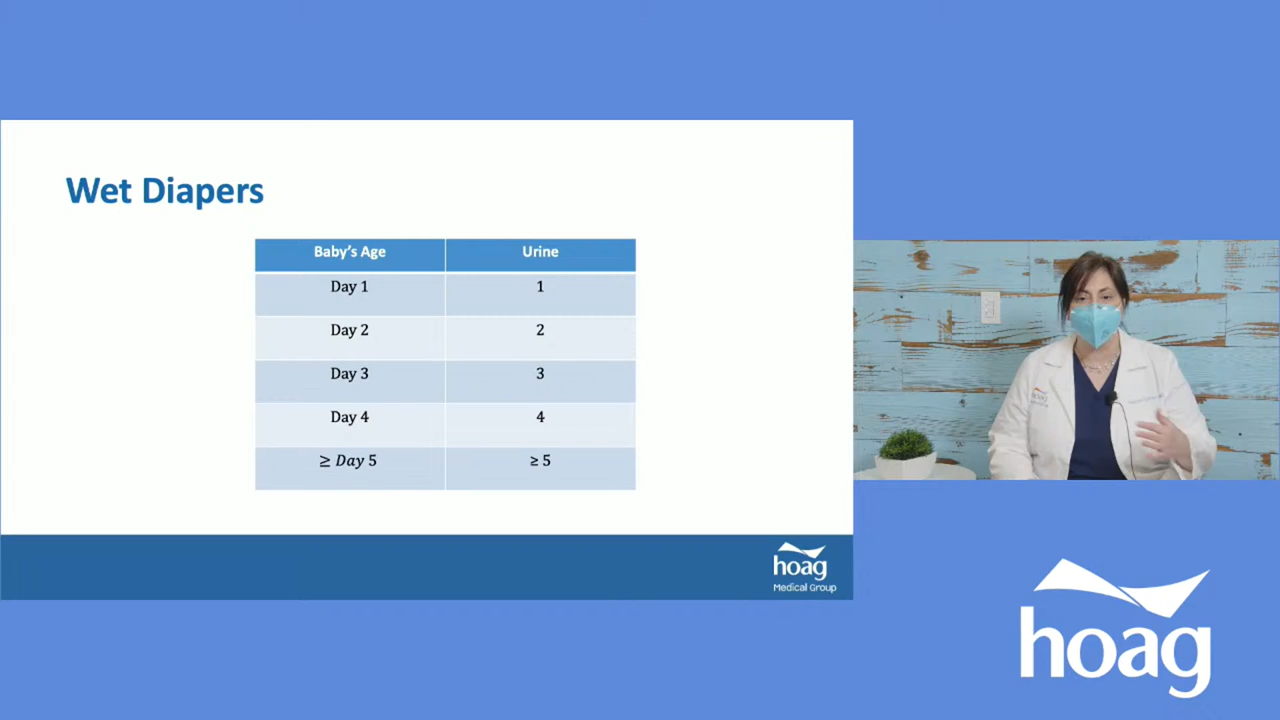 Wet Diapers
Baby's Age Urine
Day 1 1
Day 2 2
Day 3 3
Day 4 4
≥ Day 5 ≥ 5
hoag
Medical Group
hoag
hoag